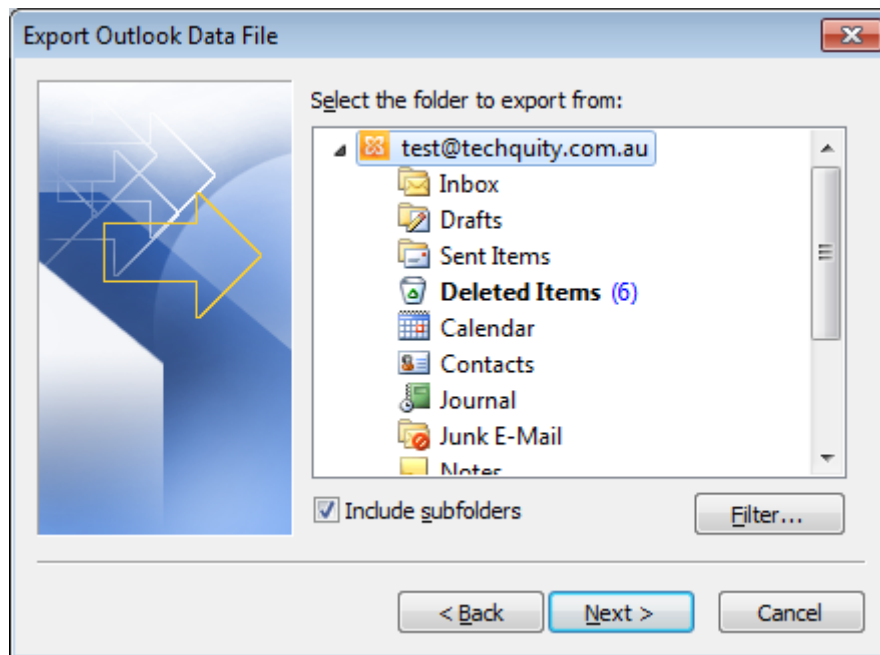 Export Outlook Data File
Select the folder to export from:
test@techquity.com.au
Inbox
Drafts
Sent Items
Deleted Items (6)
Calendar
Contacts
Journal
Junk E-Mail
Notes
Include subfolders
Filter...
< Back
Next >
Cancel